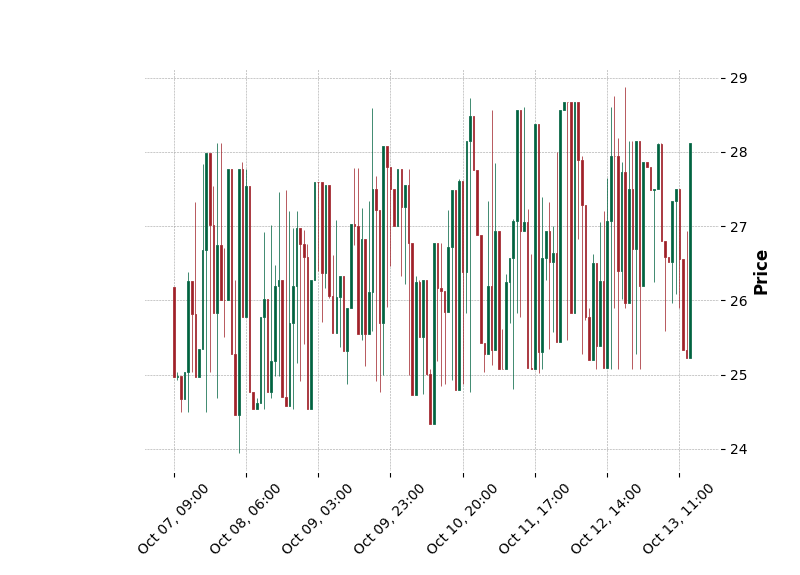 29
28
27
26
25
24
Price
Oct 07, 09:00
Oct 08, 06:00
Oct 09, 03:00
Oct 09, 23:00
Oct 10, 20:00
Oct 11, 17:00
Oct 12, 14:00
Oct 13, 11:00